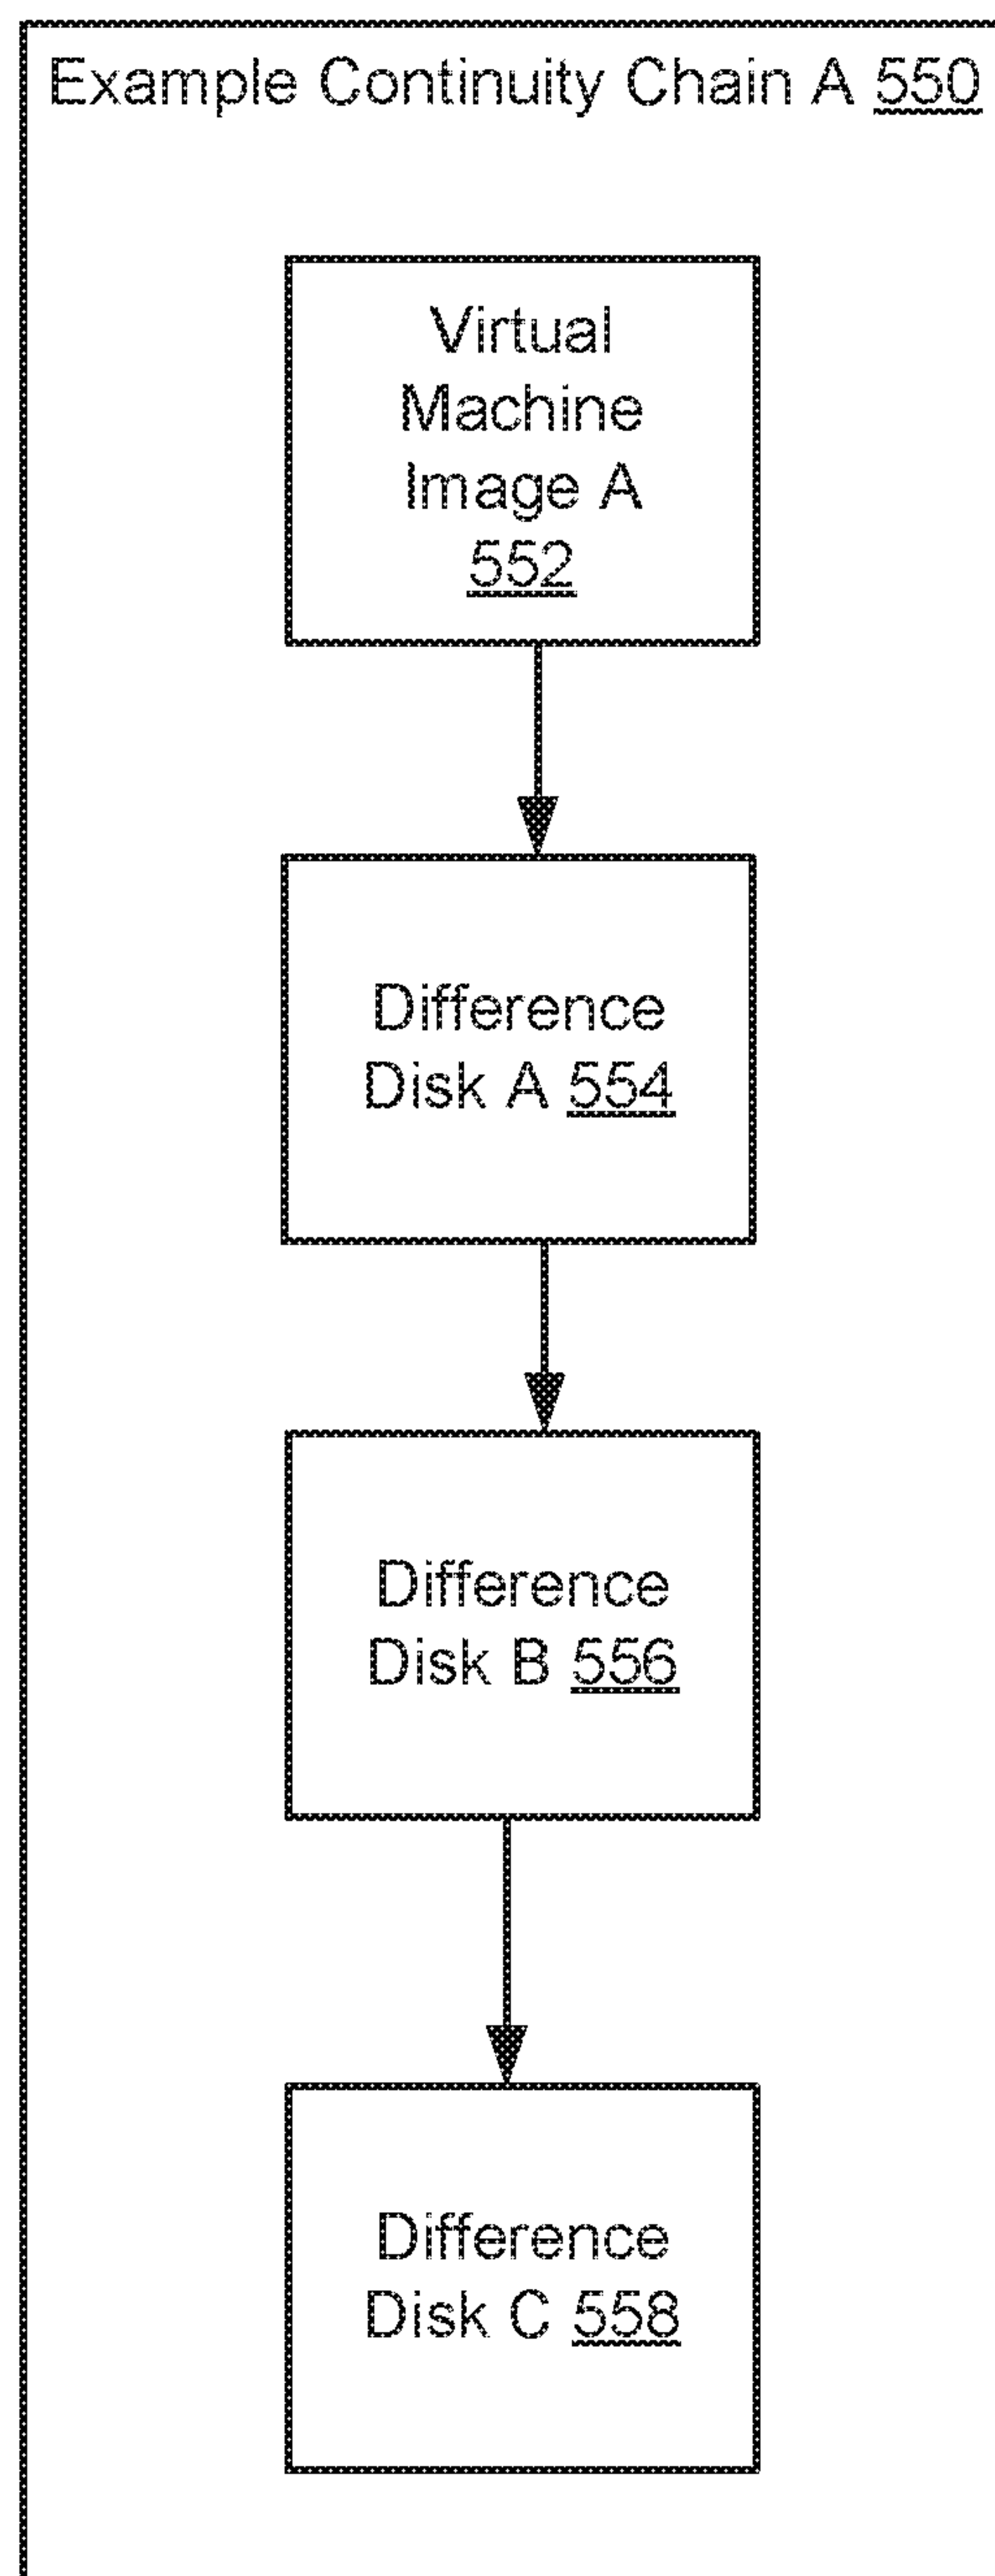 Example Continuity Chain A 550
Virtual
Machine
Image A
552
Difference
Disk A 554
Difference
Disk B 556
Difference
Disk C 558